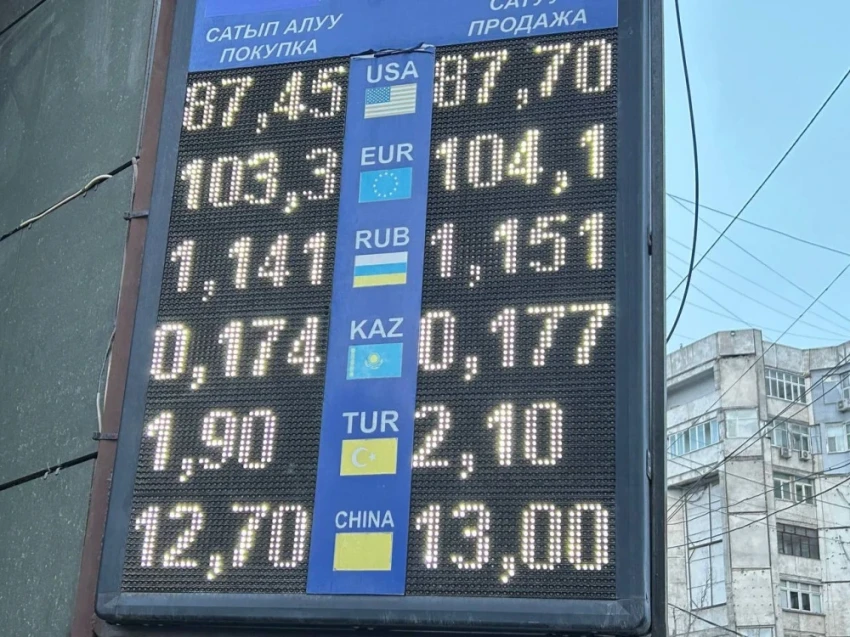 САТЫП АЛУУ
ПОКУПКА
САТУУ
ПРОДАЖА
87,45 USA 87,70
103,3 EUR 104,1
1,141 RUB 1,151
0,174 KAZ 0,177
1,90 TUR 2,10
12,70 CHINA 13,00